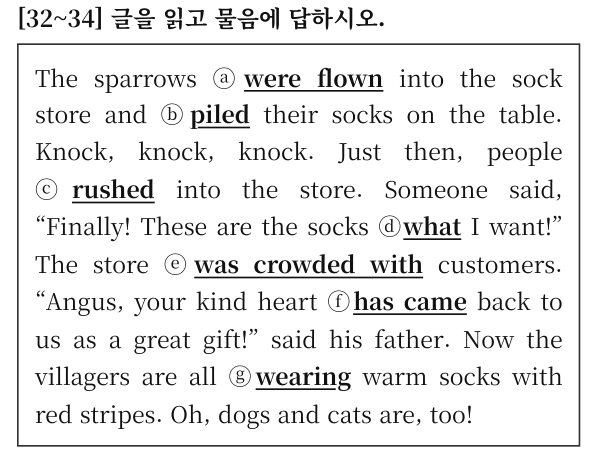 [32~34] 글을 읽고 물음에 답하시오.
The sparrows ⓐ were flown into the sock
store and ⓑ piled their socks on the table.
Knock, knock, knock. Just then, people
ⓒ rushed into the store. Someone said,
“Finally! These are the socks ⓓwhat I want!”
The store ⓔ was crowded with customers.
“Angus, your kind heart ⓕhas came back to
us as a great gift!” said his father. Now the
villagers are all ⓖwearing warm socks with
red stripes. Oh, dogs and cats are, too!